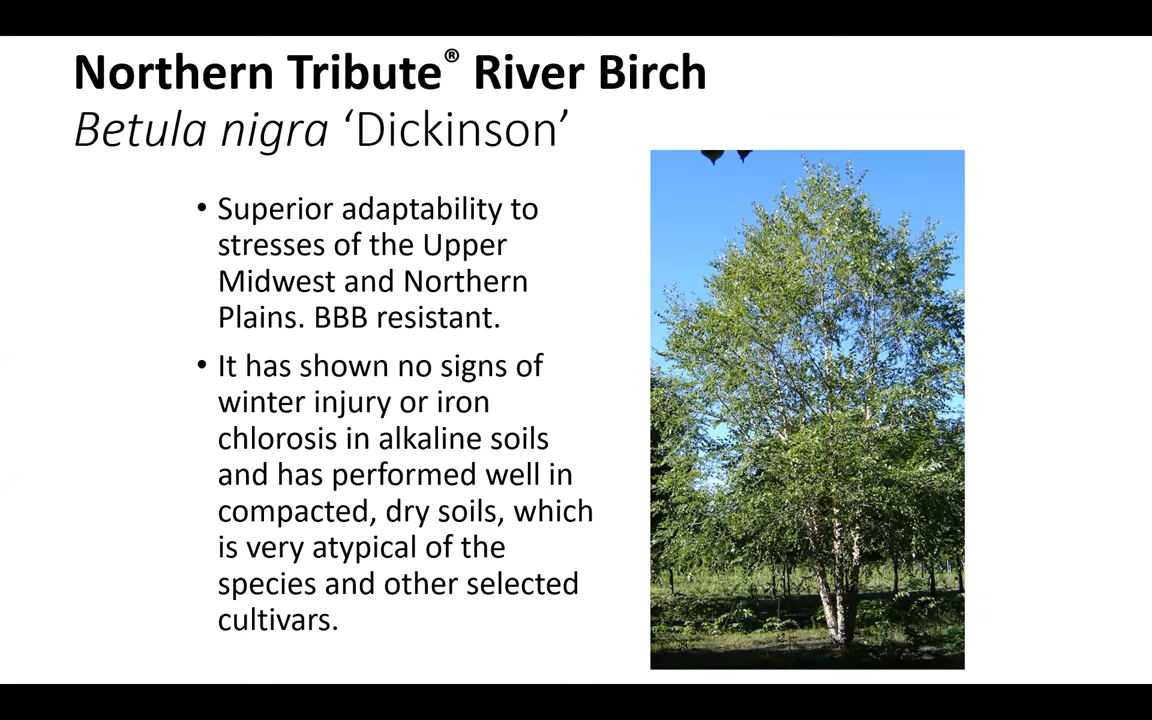 Northern Tribute® River Birch
Betula nigra ‘Dickinson’
• Superior adaptability to
stresses of the Upper
Midwest and Northern
Plains. BBB resistant.
• It has shown no signs of
winter injury or iron
chlorosis in alkaline soils
and has performed well in
compacted, dry soils, which
is very atypical of the
species and other selected
cultivars.